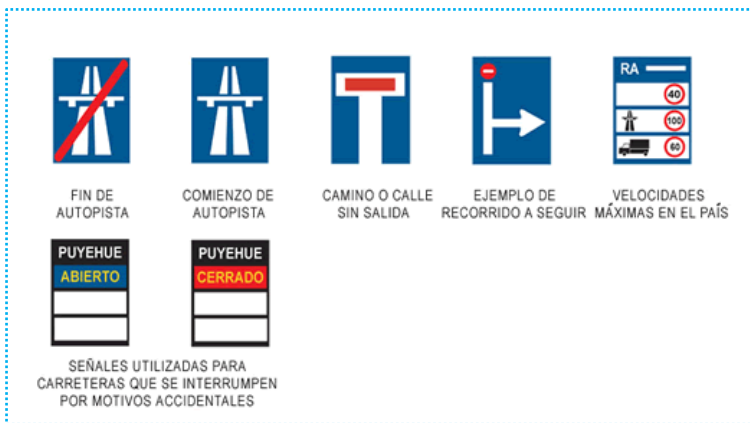 RA
40
100
60
FIN DE
AUTOPISTA
COMIENZO DE
AUTOPISTA
CAMINO O CALLE
SIN SALIDA
EJEMPLO DE
RECORRIDO A SEGUIR
VELOCIDADES
MÁXIMAS EN EL PAÍS
PUYEHUE
ABIERTO
PUYEHUE
CERRADO
SEÑALES UTILIZADAS PARA
CARRETERAS QUE SE INTERRUMPEN
POR MOTIVOS ACCIDENTALES